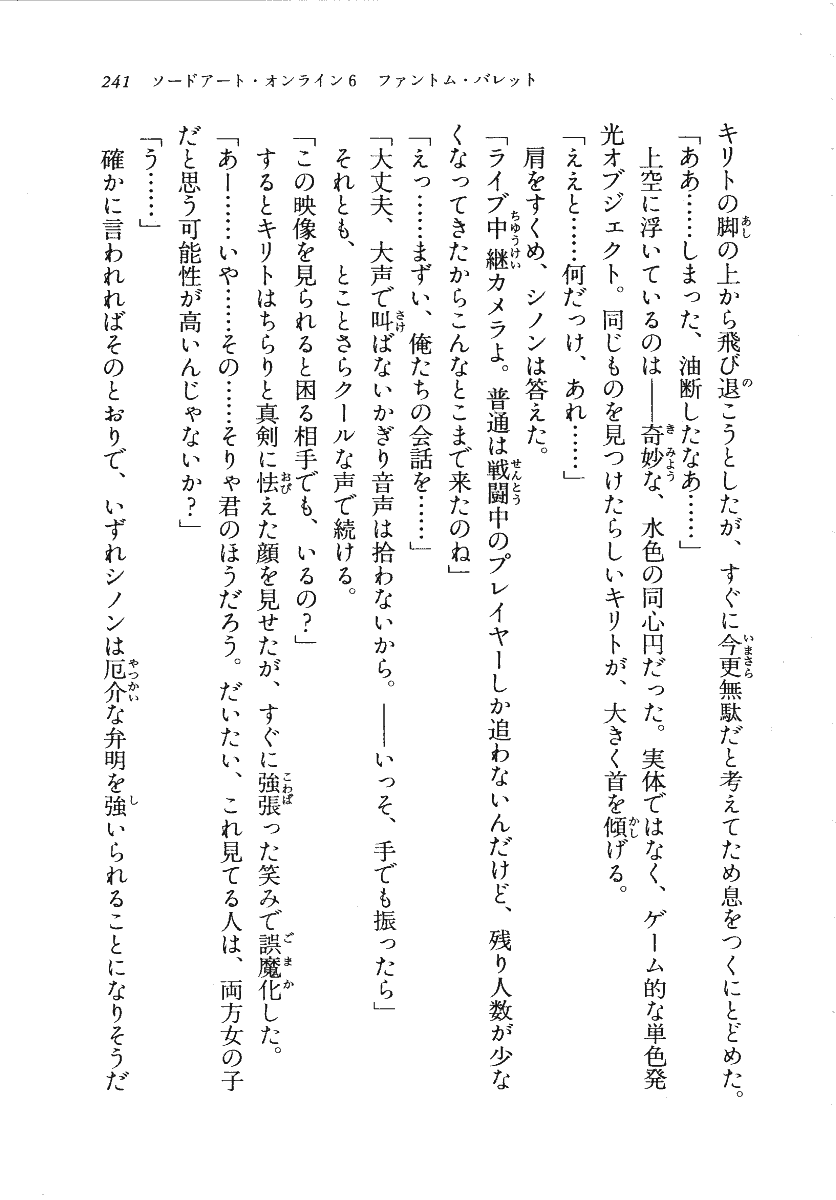 241 ソードアート・オンライン6 ファントム・バレット
キリトの脚の上から飛び退こうとしたが、すぐに今更無駄だと考えてため息をつくにとどめた。
「ああ……しまった、油断したなあ……」
上空に浮いているのは――奇妙な、水色の同心円だった。実体ではなく、ゲーム的な単色発
光オブジェクト。同じものを見つけたらしいキリトが、大きく首を傾げる。
「ええと……何だっけ、あれ……」
肩をすくめ、シノンは答えた。
「ライブ中継カメラよ。普通は戦闘中のプレイヤーしか追わないんだけど、残り人数が少な
くなってきたからこんなとこまで来たのね」
「えっ……まずい、俺たちの会話を……」
「大丈夫、大声で叫ばないかぎり音声は拾わないから。――いっそ、手でも振ったら」
それとも、とことさらクールな声で続ける。
「この映像を見られると困る相手でも、いるの？」
するとキリトはちらりと真剣に怯えた顔を見せたが、すぐに強張った笑みで誤魔化した。
「あー……いや……その……そりゃ君のほうだろう。だいたい、これ見てる人は、両方女の子
だと思う可能性が高いんじゃないか？」
「う……」
確かに言われればそのとおりで、いずれシノンは厄介な弁明を強いられることになりそうだ